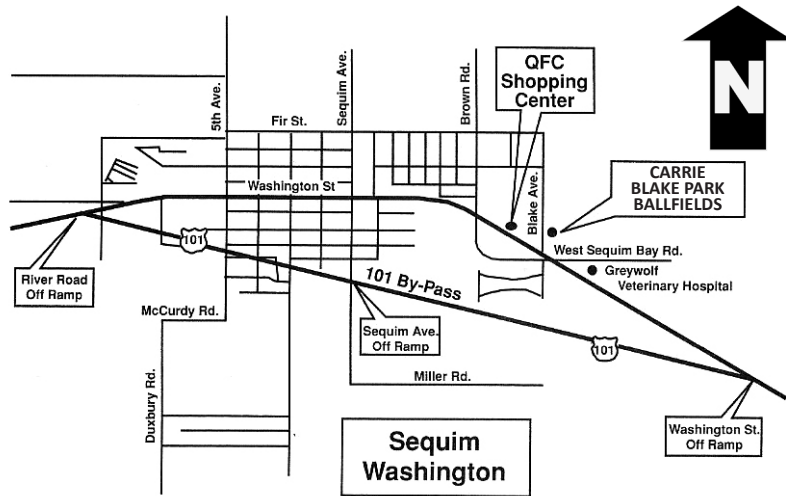 5th Ave.
Sequim Ave.
Brown Rd.
QFC
Shopping
Center
N
Fir St.
Washington St
Blake Ave.
CARRIE
BLAKE PARK
BALLFIELDS
101
West Sequim Bay Rd.
Greywolf
Veterinary Hospital
River Road
Off Ramp
101 By-Pass
McCurdy Rd.
Sequim Ave.
Off Ramp
101
Duxbury Rd.
Miller Rd.
Washington St.
Off Ramp
Sequim
Washington